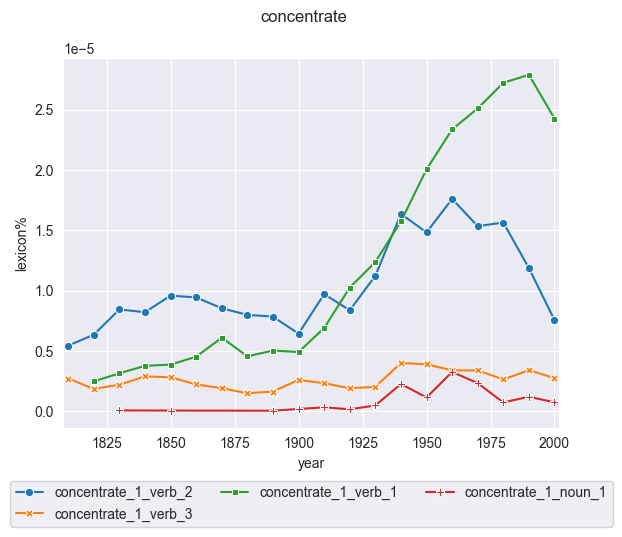 concentrate
1e−5
2.5
2.0
1.5
1.0
0.5
0.0
lexicon%
1825 1850 1875 1900 1925 1950 1975 2000
year
concentrate_1_verb_2 concentrate_1_verb_1 concentrate_1_noun_1
concentrate_1_verb_3